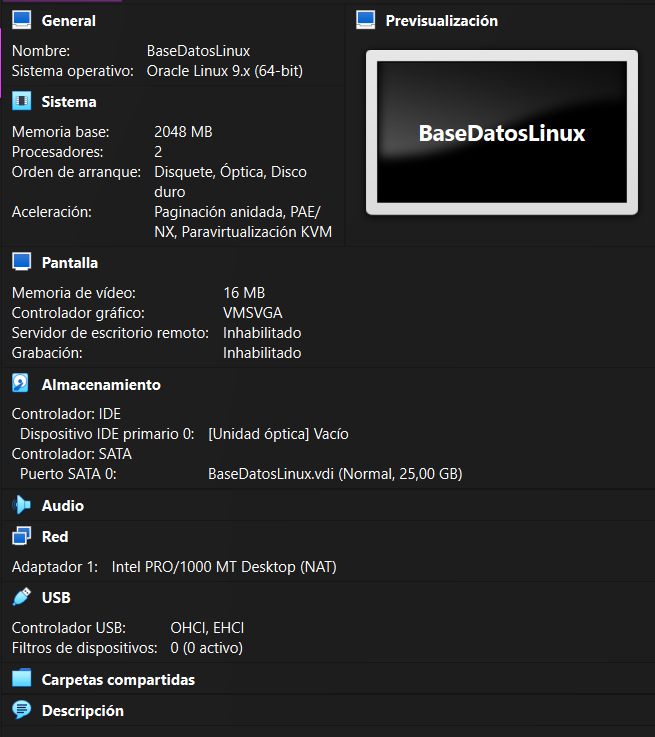 General
Nombre: BaseDatosLinux
Sistema operativo: Oracle Linux 9.x (64-bit)
Previsualización
BaseDatosLinux
Sistema
Memoria base: 2048 MB
Procesadores: 2
Orden de arranque: Disquete, Óptica, Disco
duro
Aceleración: Paginación anidada, PAE/
NX, Paravirtualización KVM
Pantalla
Memoria de vídeo: 16 MB
Controlador gráfico: VMSVGA
Servidor de escritorio remoto: Inhabilitado
Grabación: Inhabilitado
Almacenamiento
Controlador: IDE
Dispositivo IDE primario 0: [Unidad óptica] Vacío
Controlador: SATA
Puerto SATA 0: BaseDatosLinux.vdi (Normal, 25,00 GB)
Audio
Red
Adaptador 1: Intel PRO/1000 MT Desktop (NAT)
USB
Controlador USB: OHCI, EHCI
Filtros de dispositivos: 0 (0 activo)
Carpetas compartidas
Descripción